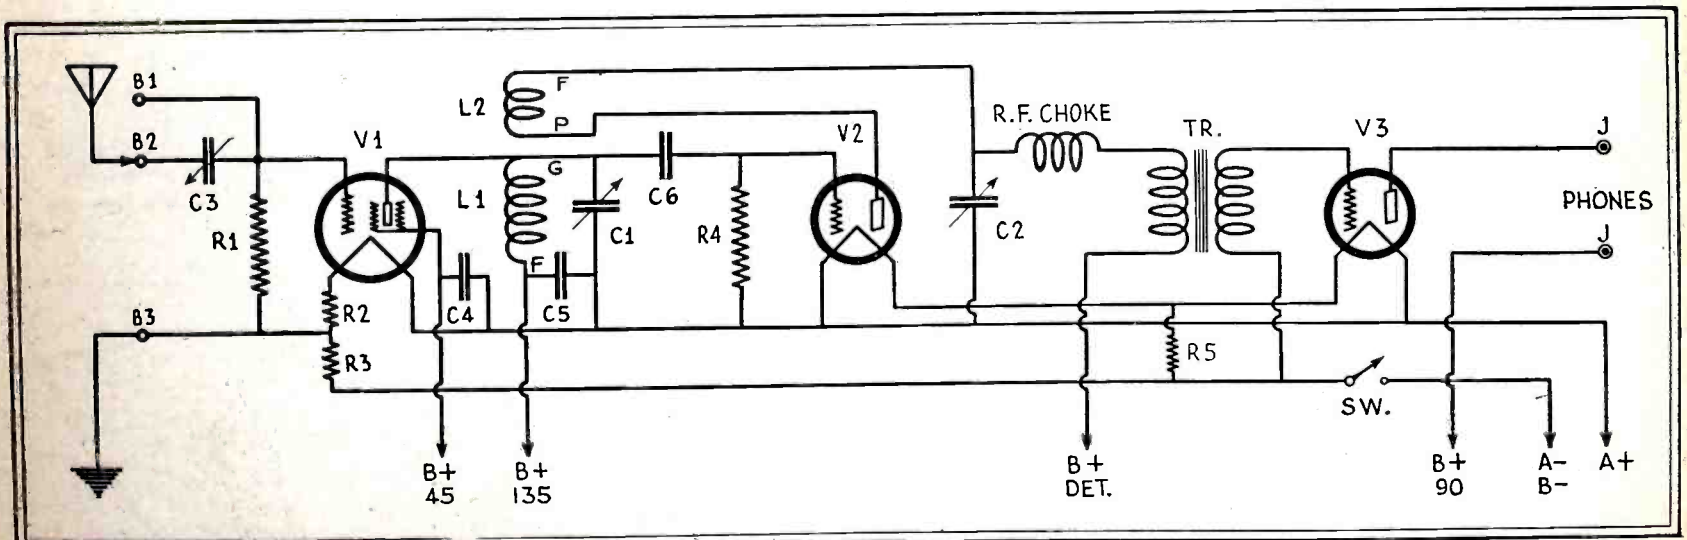 B1
B2
C3
R1
B3
V1
R2
R3
C4
L2
F
P
L1
G
F
C5
C1
C6
R4
V2
R.F. CHOKE
C2
TR.
V3
J
PHONES
J
R5
SW.
B+
45
B+
135
B+
DET.
B+
90
A-
B-
A+